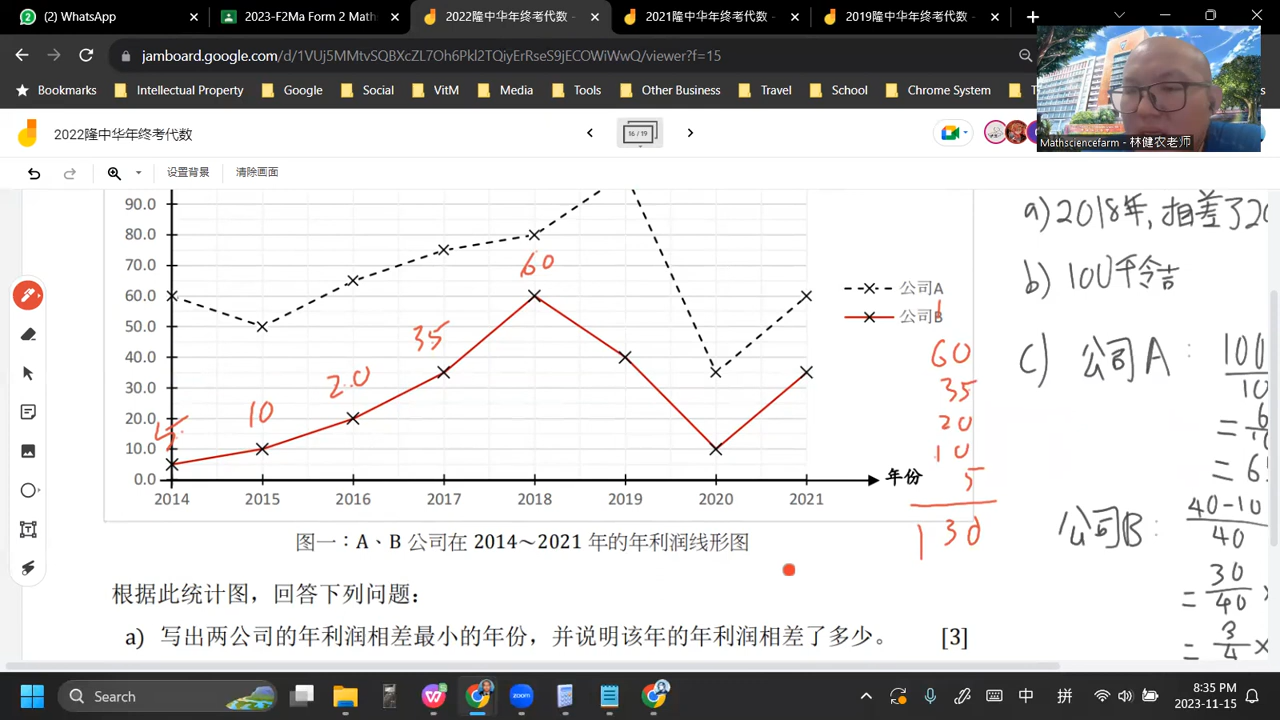 (2) WhatsApp
2023-F2Ma Form 2 Math
2022隆中华年终考代数 -
2021隆中华年终考代数 -
2019隆中华年终考代数 -
Bookmarks
Intellectual Property
Google
VitM
Media
Tools
Other Business
Travel
School
Chrome System
2022隆中华年终考代数
16 / 19
Mathsciencefarm - 林健农老师
设置背景
清除画面
90.0
80.0
70.0
60.0
50.0
40.0
30.0
20.0
10.0
0.0
2014
2015
2016
2017
2018
2019
2020
2021
年份
公司A
公司B
5
10
20
35
60
1
60
35
20
10
5
130
图一：A、B 公司在 2014～2021 年的年利润线形图
根据此统计图，回答下列问题：
a) 写出两公司的年利润相差最小的年份，并说明该年的年利润相差了多少。 [3]
a) 2018年, 相差了20
b) 100千令吉
c) 公司A :
100
10
=
= 6
公司B :
40-10
40
= 30
40
= 3
4
Search
中
拼
8:35 PM
2023-11-15